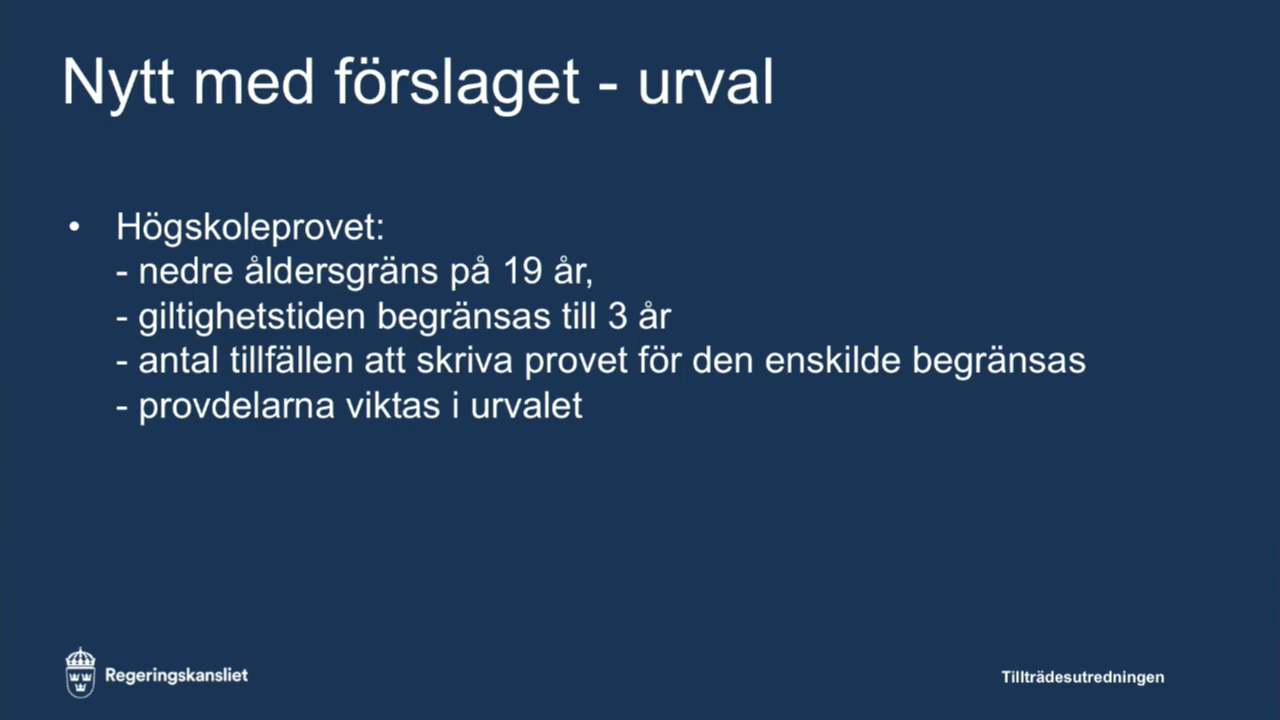 Nytt med förslaget - urval
• Högskoleprovet:
- nedre åldersgräns på 19 år,
- giltighetstiden begränsas till 3 år
- antal tillfällen att skriva provet för den enskilde begränsas
- provdelarna viktas i urvalet
Regeringskansliet
Tillträdesutredningen